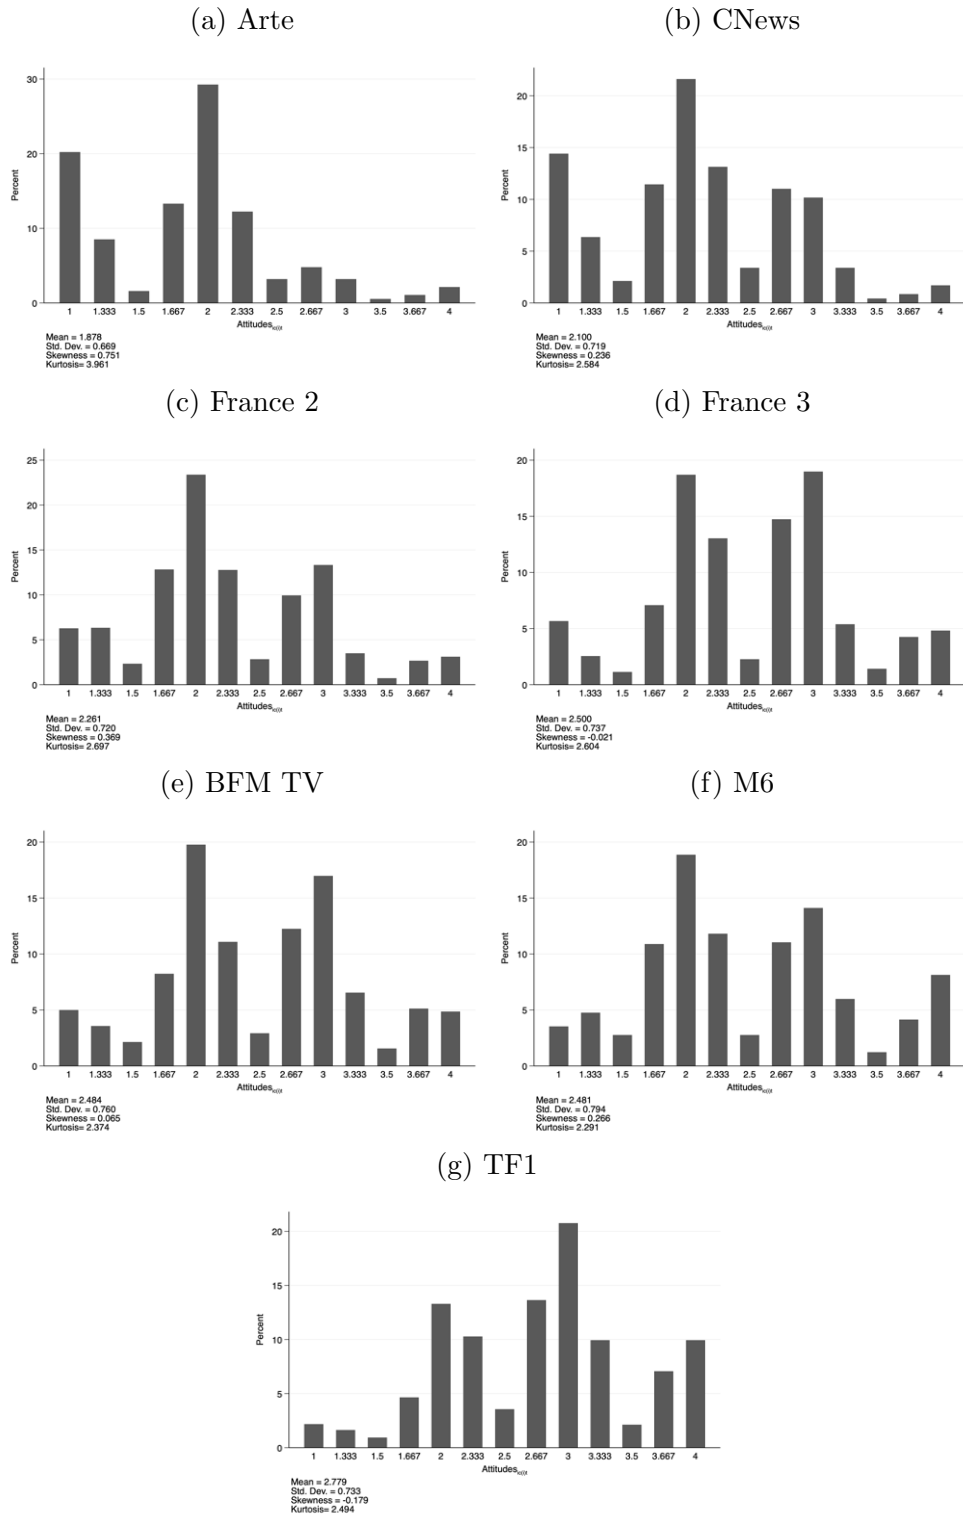 (a) Arte
30
20
10
0
Percent
1 1.333 1.5 1.667 2 2.333 2.5 2.667 3 3.5 3.667 4
Attitudes
Mean = 1.878
Std. Dev. = 0.669
Skewness = 0.751
Kurtosis= 3.961
(b) CNews
20
15
10
5
0
Percent
1 1.333 1.5 1.667 2 2.333 2.5 2.667 3 3.333 3.5 3.667 4
Attitudes
Mean = 2.100
Std. Dev. = 0.719
Skewness = 0.236
Kurtosis= 2.584
(c) France 2
25
20
15
10
5
0
Percent
1 1.333 1.5 1.667 2 2.333 2.5 2.667 3 3.333 3.5 3.667 4
Attitudes
Mean = 2.261
Std. Dev. = 0.720
Skewness = 0.369
Kurtosis= 2.697
(d) France 3
20
15
10
5
0
Percent
1 1.333 1.5 1.667 2 2.333 2.5 2.667 3 3.333 3.5 3.667 4
Attitudes
Mean = 2.500
Std. Dev. = 0.737
Skewness = -0.021
Kurtosis= 2.604
(e) BFM TV
20
15
10
5
0
Percent
1 1.333 1.5 1.667 2 2.333 2.5 2.667 3 3.333 3.5 3.667 4
Attitudes
Mean = 2.484
Std. Dev. = 0.760
Skewness = 0.065
Kurtosis= 2.374
(f) M6
20
15
10
5
0
Percent
1 1.333 1.5 1.667 2 2.333 2.5 2.667 3 3.333 3.5 3.667 4
Attitudes
Mean = 2.481
Std. Dev. = 0.794
Skewness = 0.266
Kurtosis= 2.291
(g) TF1
20
15
10
5
0
Percent
1 1.333 1.5 1.667 2 2.333 2.5 2.667 3 3.333 3.5 3.667 4
Attitudes
Mean = 2.779
Std. Dev. = 0.733
Skewness = -0.179
Kurtosis= 2.494